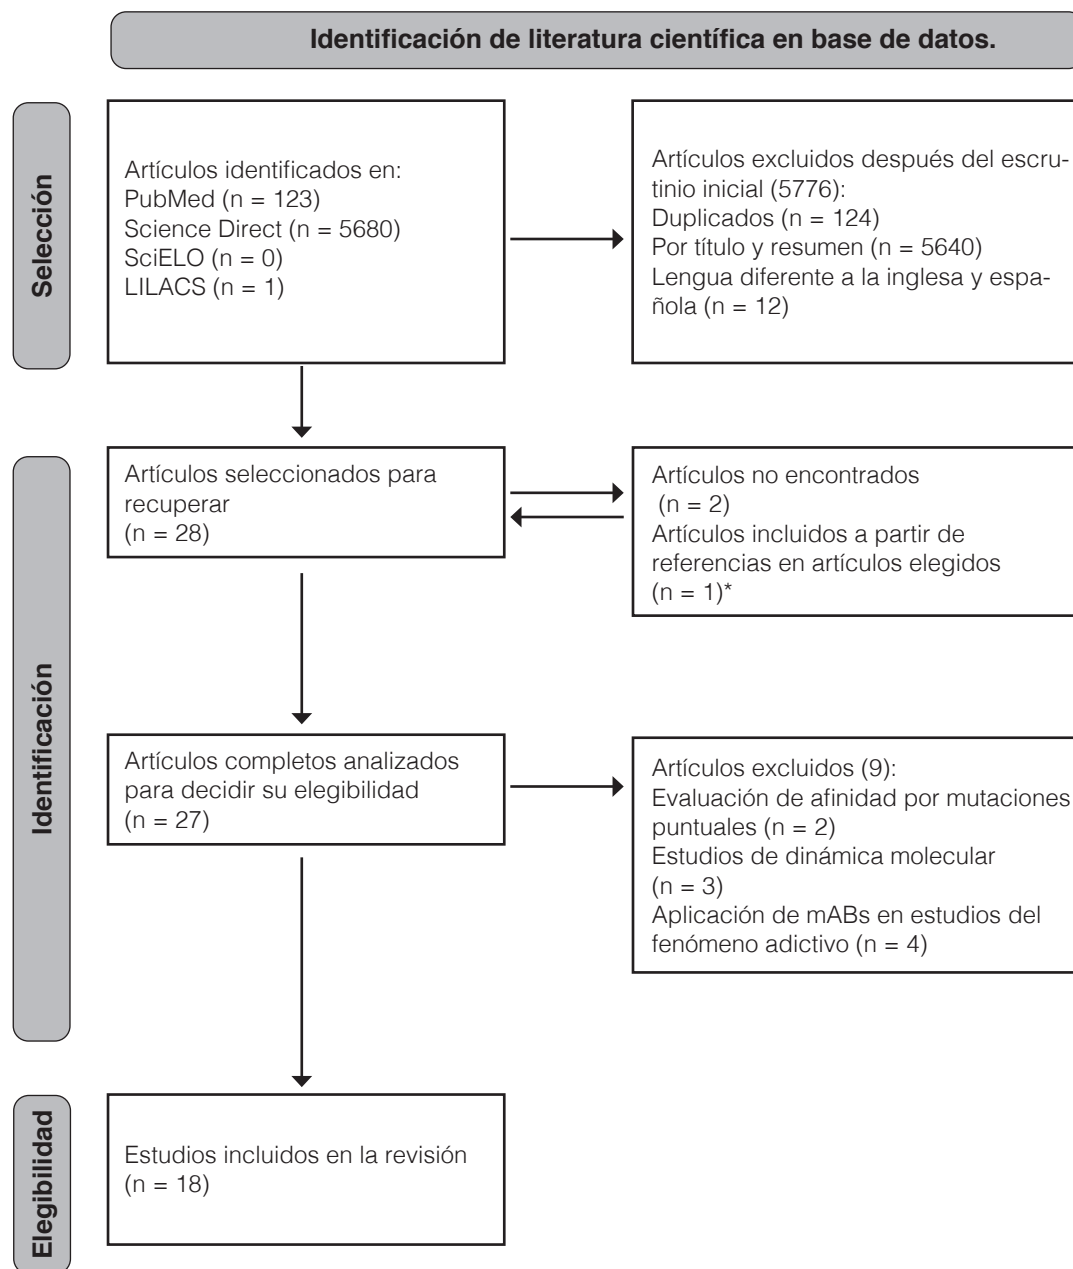 Identificación de literatura científica en base de datos.
Selección
Artículos identificados en:
PubMed (n = 123)
Science Direct (n = 5680)
SciELO (n = 0)
LILACS (n = 1)
Artículos excluidos después del escru-
tinio inicial (5776):
Duplicados (n = 124)
Por título y resumen (n = 5640)
Lengua diferente a la inglesa y espa-
ñola (n = 12)
Identificación
Artículos seleccionados para
recuperar
(n = 28)
Artículos no encontrados
(n = 2)
Artículos incluidos a partir de
referencias en artículos elegidos
(n = 1)*
Artículos completos analizados
para decidir su elegibilidad
(n = 27)
Artículos excluidos (9):
Evaluación de afinidad por mutaciones
puntuales (n = 2)
Estudios de dinámica molecular
(n = 3)
Aplicación de mABs en estudios del
fenómeno adictivo (n = 4)
Elegibilidad
Estudios incluidos en la revisión
(n = 18)